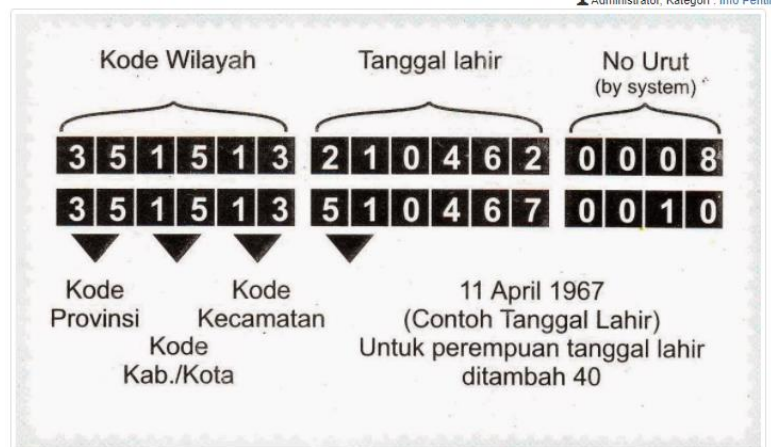 Administrator, Kategori : Info Penti
Kode Wilayah Tanggal lahir No Urut
(by system)
3 5 1 5 1 3 2 1 0 4 6 2 0 0 0 8
3 5 1 5 1 3 5 1 0 4 6 7 0 0 1 0
Kode Provinsi
Kode Kab./Kota
Kode Kecamatan
11 April 1967
(Contoh Tanggal Lahir)
Untuk perempuan tanggal lahir
ditambah 40